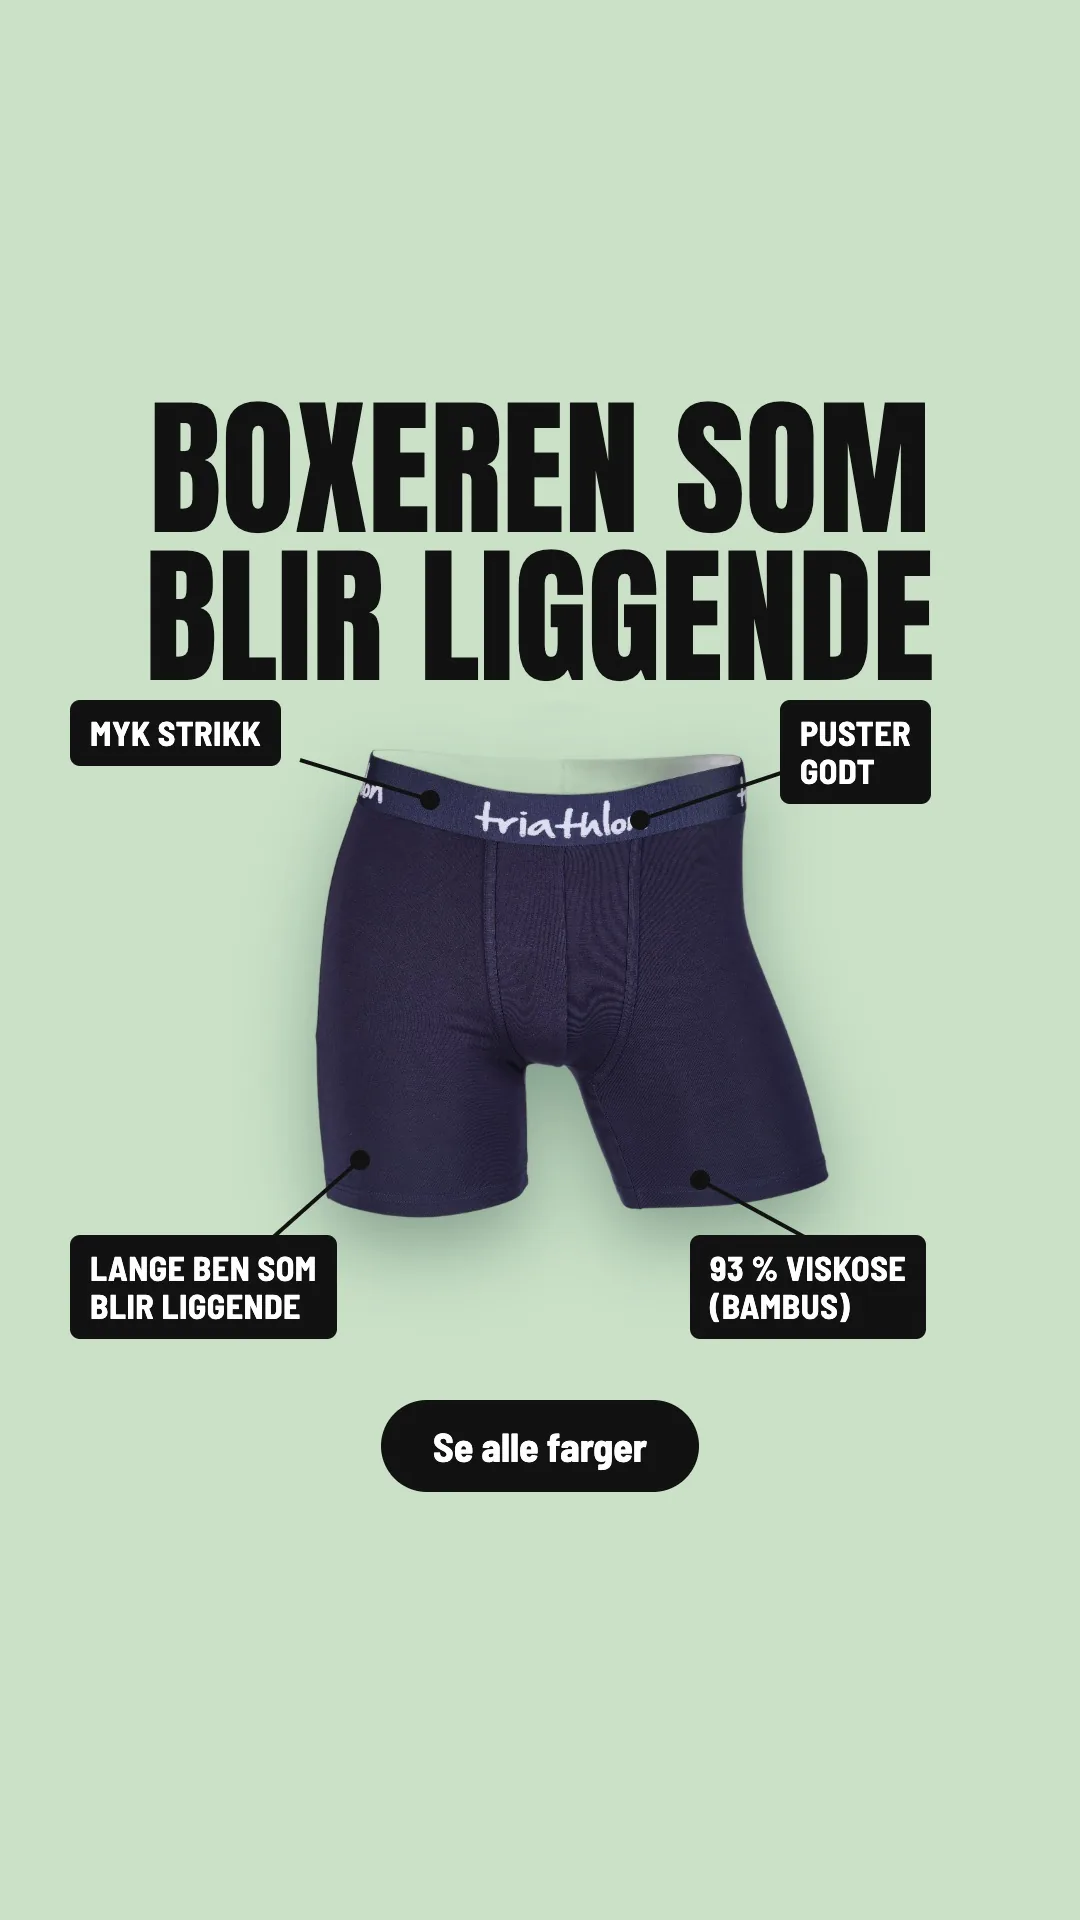 BOXEREN SOM
BLIR LIGGENDE
MYK STRIKK
PUSTER
GODT
triathlon
LANGE BEN SOM
BLIR LIGGENDE
93 % VISKOSE
(BAMBUS)
Se alle farger